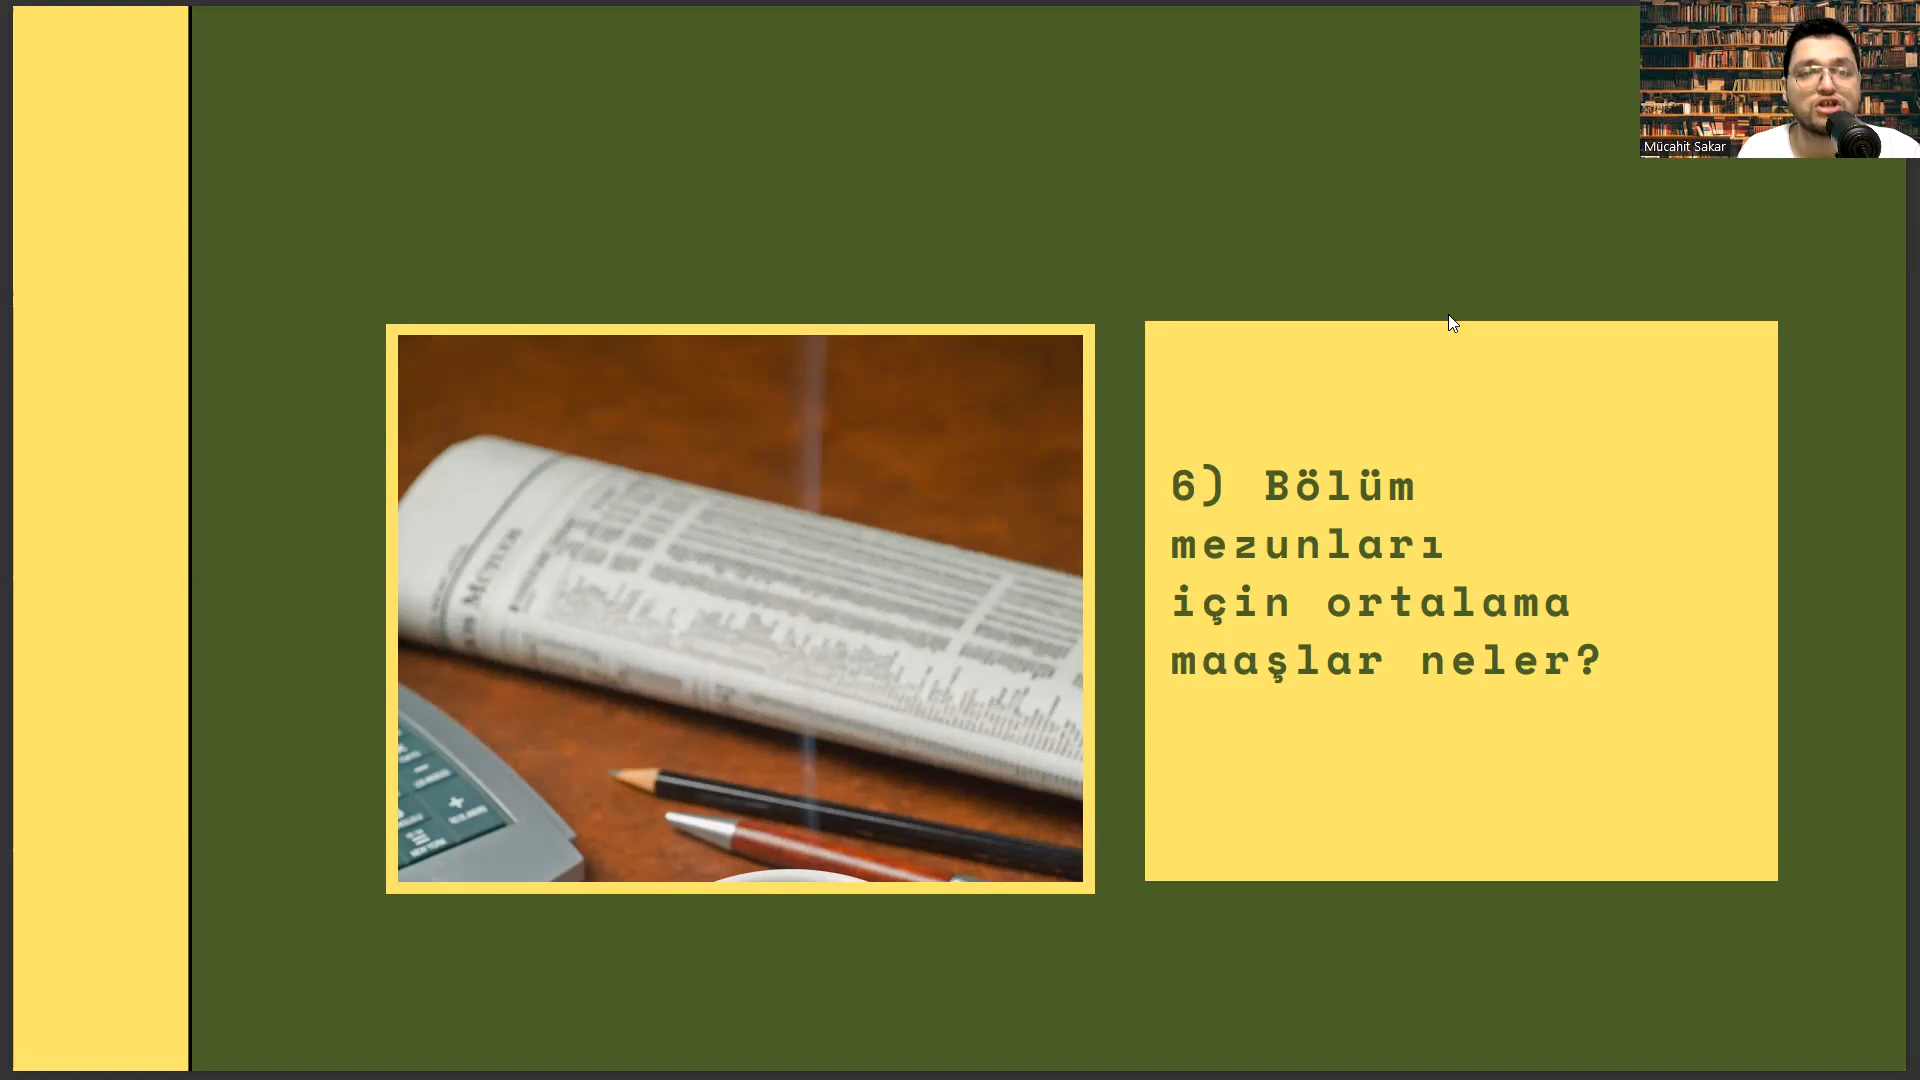 Mücahit Sakar
6) Bölüm
mezunları
için ortalama
maaşlar neler?